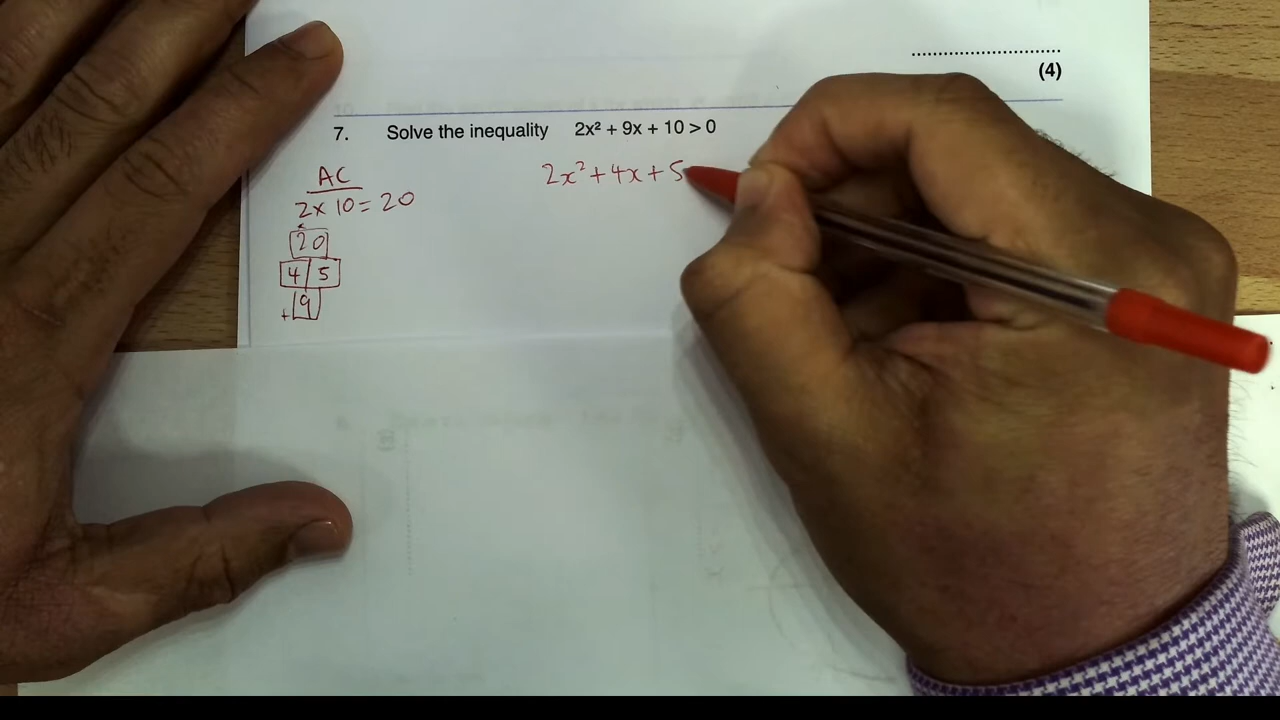 ..............................
(4)
7. Solve the inequality 2x² + 9x + 10 > 0
2x² + 4x + 5
AC
2 x 10 = 20
20
4 5
+ 9